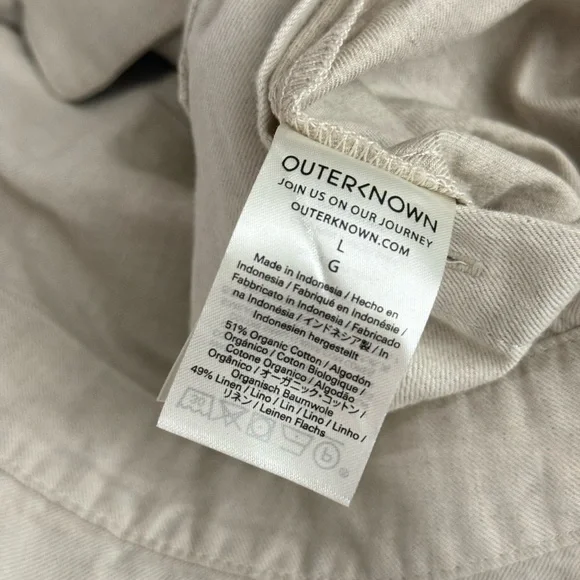 OUTERKNOWN
JOIN US ON OUR JOURNEY
OUTERKNOWN.COM
L
G
Made in Indonesia / Hecho en
Indonesia / Fabriqué en Indonésie /
Fabbricato in Indonesia / Fabricado
na Indonésia / インドネシア製 / In
Indonesien hergestellt
51% Organic Cotton / Algodón
Orgánico / Coton Biologique /
Cotone Organico / Algodão
Orgânico / オーガニック・コットン /
Organisch Baumwole
49% Linen / Lino / Lin / Lino / Linho /
リネン / Leinen Flachs